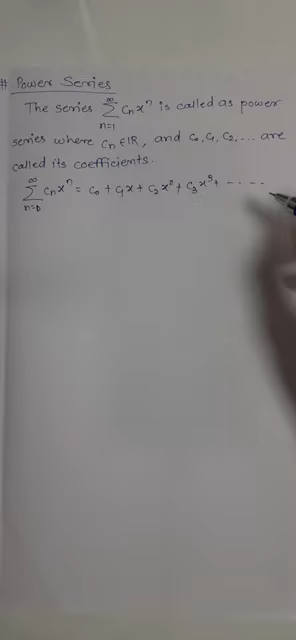 # Power Series
The series ∑_{n=1}^{∞} cₙxⁿ is called as power
series where cₙ∈ℝ, and c₀, c₁, c₂, ... are
called its coefficients.
∑_{n=0}^{∞} cₙxⁿ = c₀ + c₁x + c₂x² + c₃x³ + ......